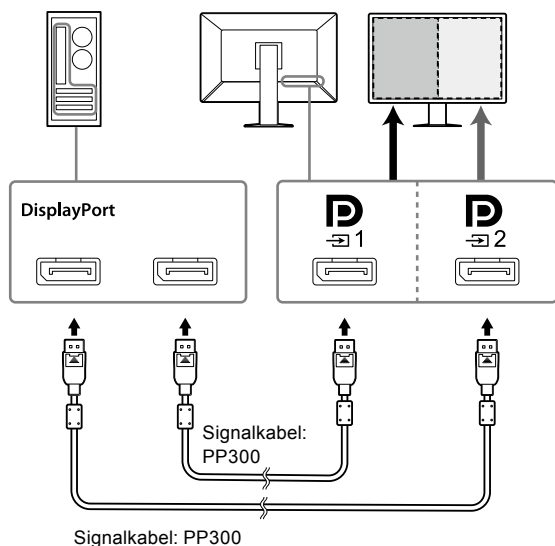 DisplayPort
1
2
Signalkabel:
PP300
Signalkabel: PP300